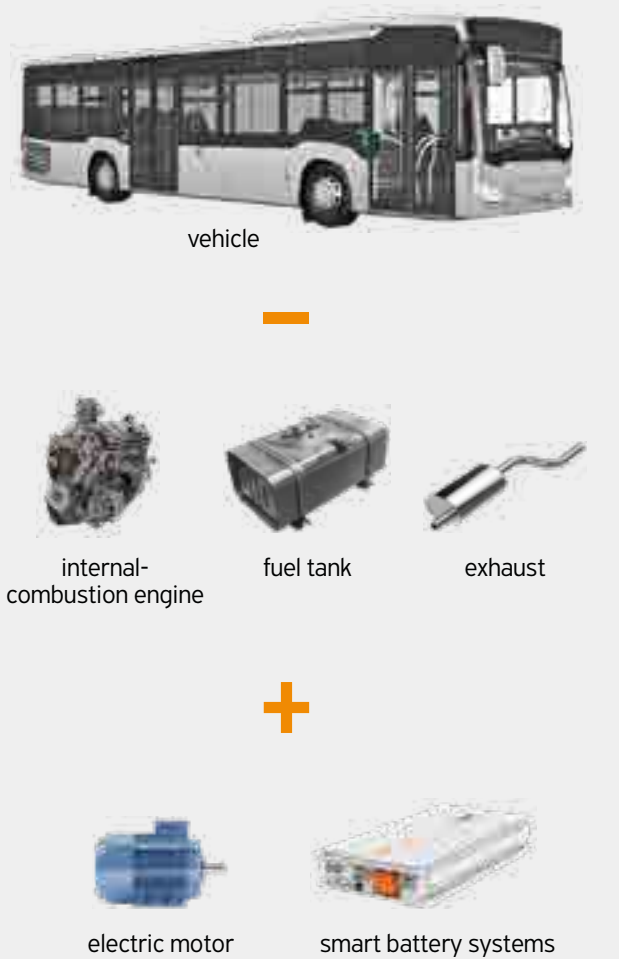 vehicle
internal-
combustion engine
fuel tank
exhaust
electric motor
smart battery systems